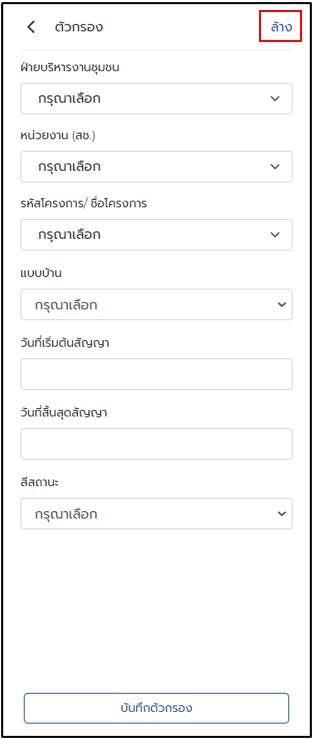 ตัวกรอง ล้าง
ฝ่ายบริหารงานชุมชน
กรุณาเลือก
หน่วยงาน (สช.)
กรุณาเลือก
รหัสโครงการ/ ชื่อโครงการ
กรุณาเลือก
แบบบ้าน
กรุณาเลือก
วันที่เริ่มต้นสัญญา
วันที่สิ้นสุดสัญญา
สีสถานะ
กรุณาเลือก
บันทึกตัวกรอง